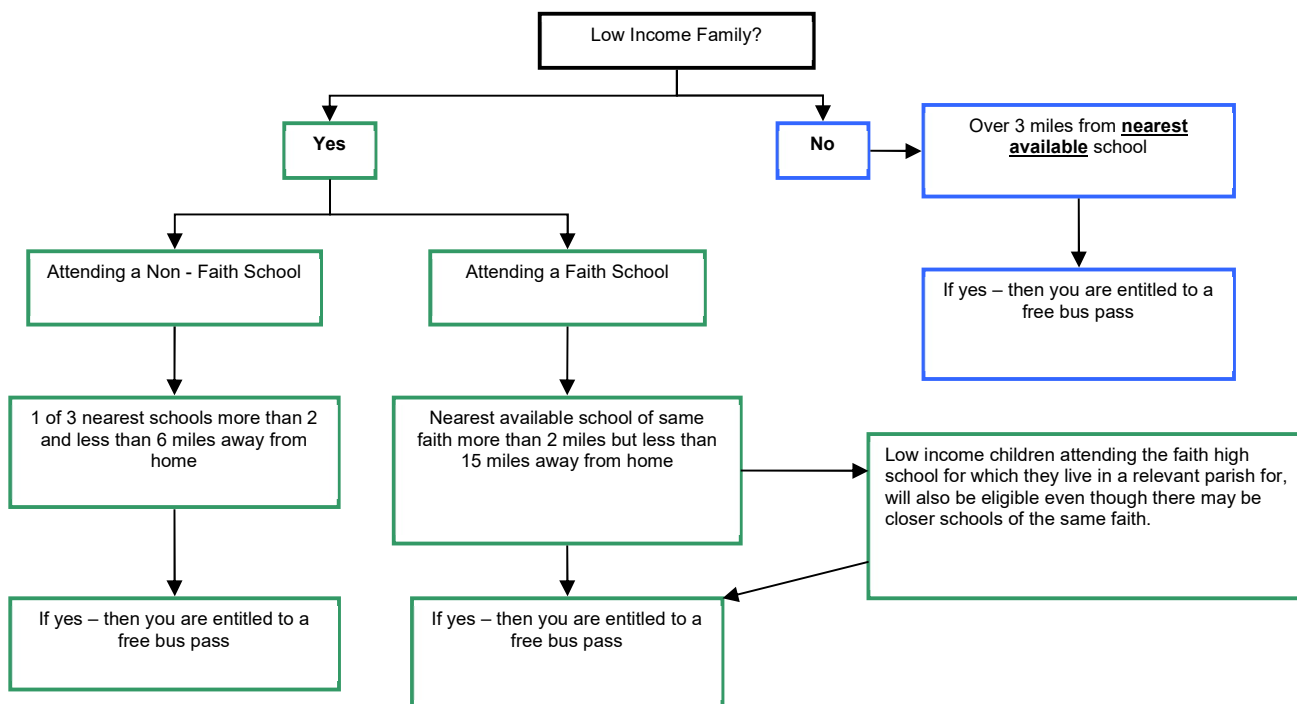 Low Income Family?
Yes
No
Over 3 miles from nearest
available school
Attending a Non - Faith School
Attending a Faith School
If yes – then you are entitled to a
free bus pass
1 of 3 nearest schools more than 2
and less than 6 miles away from
home
Nearest available school of same
faith more than 2 miles but less than
15 miles away from home
Low income children attending the faith high
school for which they live in a relevant parish for,
will also be eligible even though there may be
closer schools of the same faith.
If yes – then you are entitled to a
free bus pass
If yes – then you are entitled to a
free bus pass